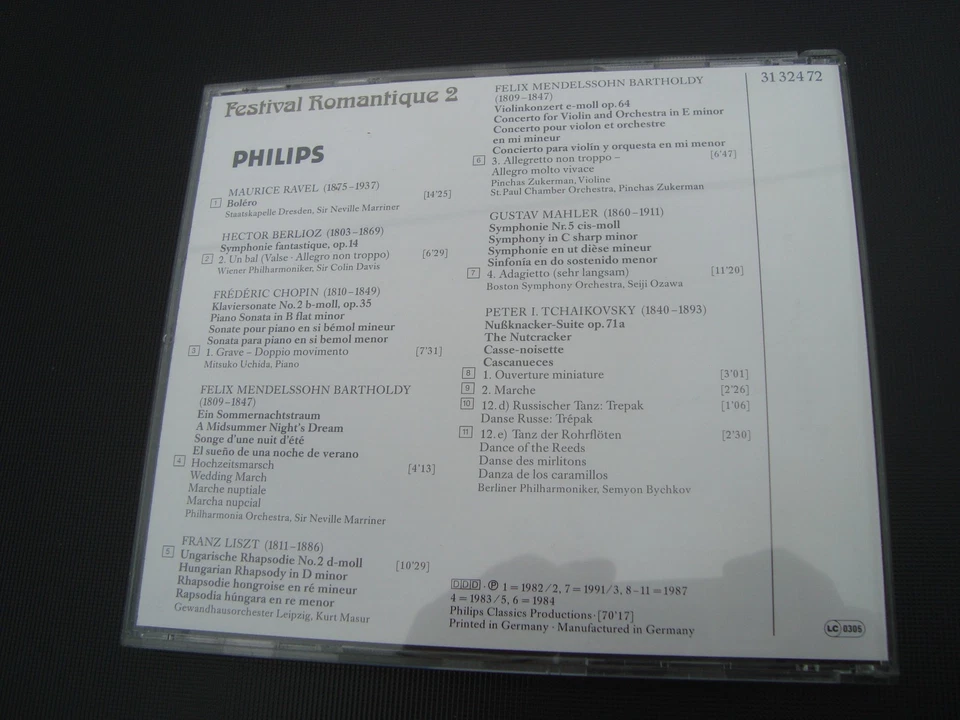 Festival Romantique 2
PHILIPS
MAURICE RAVEL (1875–1937)
1 Boléro [14'25]
Staatskapelle Dresden, Sir Neville Marriner
HECTOR BERLIOZ (1803–1869)
Symphonie fantastique, op. 14
2 2. Un bal (Valse · Allegro non troppo) [6'29]
Wiener Philharmoniker, Sir Colin Davis
FRÉDÉRIC CHOPIN (1810–1849)
Klaviersonate No. 2 b-moll, op. 35
Piano Sonata in B flat minor
Sonate pour piano en si bémol mineur
Sonata para piano en si bemol menor
3 1. Grave – Doppio movimento [7'31]
Mitsuko Uchida, Piano
FELIX MENDELSSOHN BARTHOLDY
(1809–1847)
Ein Sommernachtstraum
A Midsummer Night's Dream
Songe d'une nuit d'été
El sueño de una noche de verano
4 Hochzeitsmarsch [4'13]
Wedding March
Marche nuptiale
Marcha nupcial
Philharmonia Orchestra, Sir Neville Marriner
FRANZ LISZT (1811–1886)
5 Ungarische Rhapsodie No. 2 d-moll [10'29]
Hungarian Rhapsody in D minor
Rhapsodie hongroise en ré mineur
Rapsodia húngara en re menor
Gewandhausorchester Leipzig, Kurt Masur
FELIX MENDELSSOHN BARTHOLDY
(1809–1847)
Violinkonzert e-moll op. 64
Concerto for Violin and Orchestra in E minor
Concerto pour violon et orchestre
en mi mineur
Concierto para violín y orquesta en mi menor
6 3. Allegretto non troppo – [6'47]
Allegro molto vivace
Pinchas Zukerman, Violine
St. Paul Chamber Orchestra, Pinchas Zukerman
GUSTAV MAHLER (1860–1911)
Symphonie Nr. 5 cis-moll
Symphony in C sharp minor
Symphonie en ut dièse mineur
Sinfonía en do sostenido menor
7 4. Adagietto (sehr langsam) [11'20]
Boston Symphony Orchestra, Seiji Ozawa
PETER I. TCHAIKOVSKY (1840–1893)
Nußknacker-Suite op. 71a
The Nutcracker
Casse-noisette
Cascanueces
8 1. Ouverture miniature [3'01]
9 2. Marche [2'26]
10 12. d) Russischer Tanz: Trepak [1'06]
Danse Russe: Trépak
11 12. e) Tanz der Rohrflöten [2'30]
Dance of the Reeds
Danse des mirlitons
Danza de los caramillos
Berliner Philharmoniker, Semyon Bychkov
DDD · ℗ 1 = 1982/2, 7 = 1991/3, 8–11 = 1987
4 = 1983/5, 6 = 1984
Philips Classics Productions · [70'17]
Printed in Germany · Manufactured in Germany
31 324 72
LC 0305